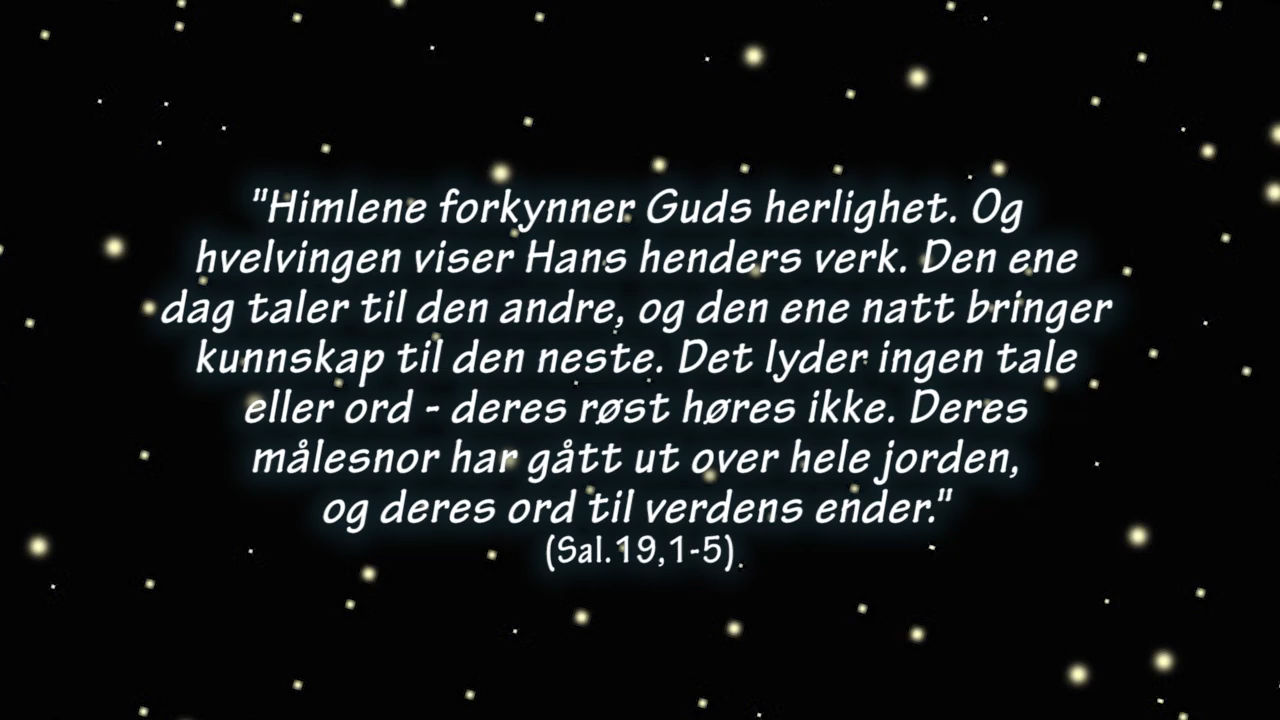 "Himlene forkynner Guds herlighet. Og
hvelvingen viser Hans henders verk. Den ene
dag taler til den andre, og den ene natt bringer
kunnskap til den neste. Det lyder ingen tale
eller ord - deres røst høres ikke. Deres
målesnor har gått ut over hele jorden,
og deres ord til verdens ender."
(Sal.19,1-5).